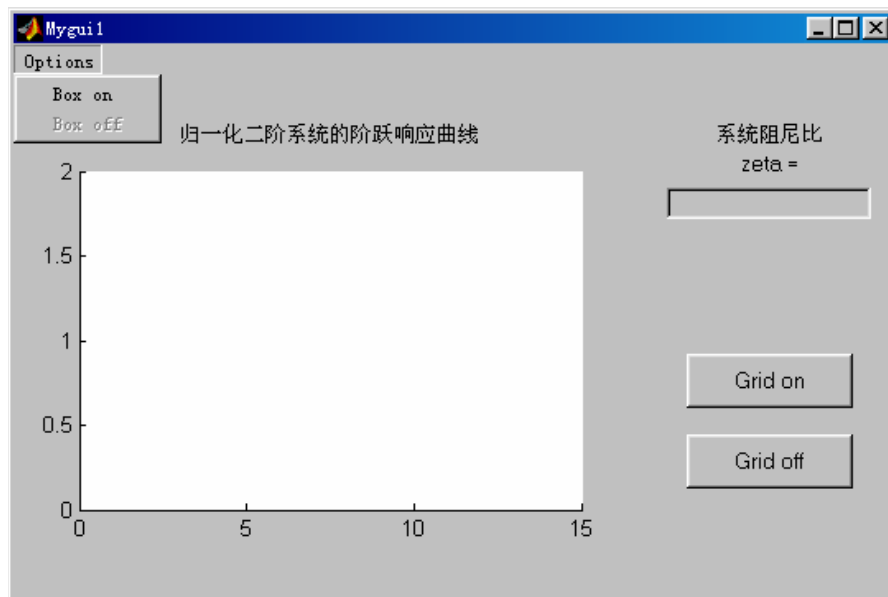 Mygui1
Options
Box on
Box off
归一化二阶系统的阶跃响应曲线
系统阻尼比
zeta =
2
1.5
1
0.5
0
0
5
10
15
Grid on
Grid off